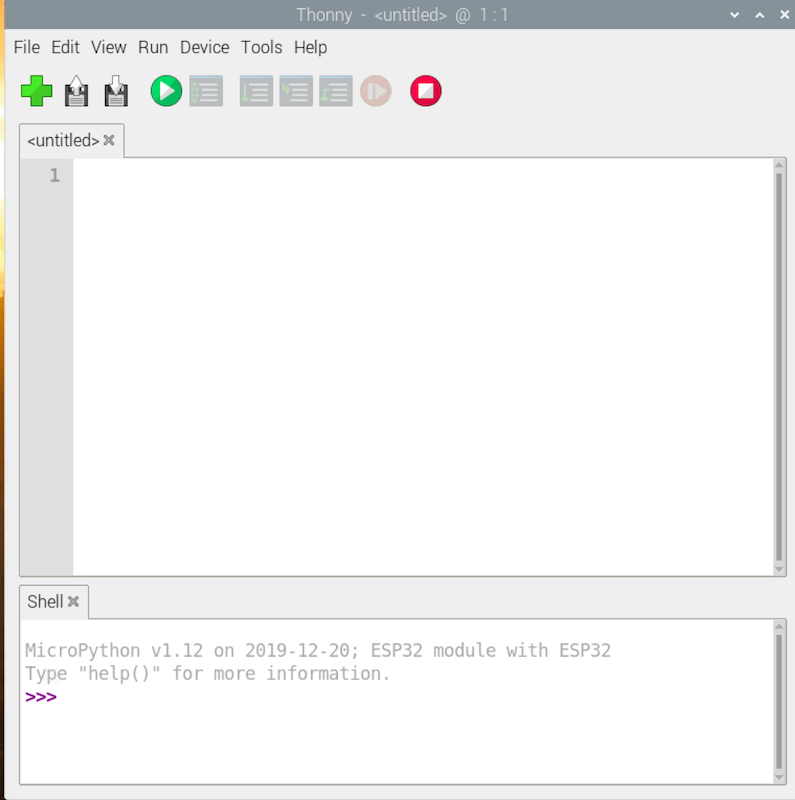 Thonny - <untitled> @ 1 : 1
File Edit View Run Device Tools Help
<untitled>
1
Shell
MicroPython v1.12 on 2019-12-20; ESP32 module with ESP32
Type "help()" for more information.
>>>